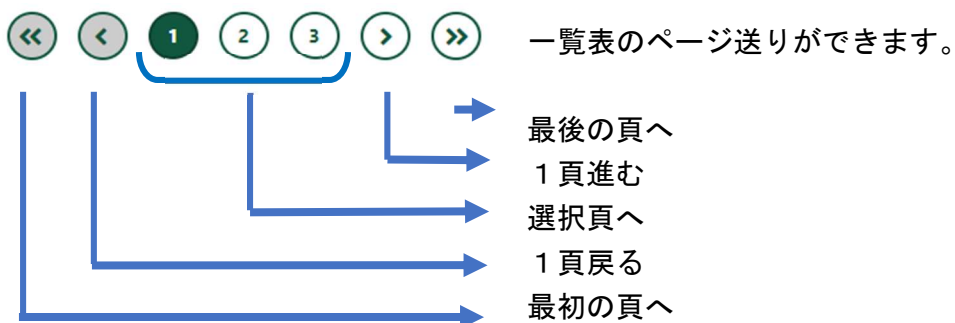 « < 1 2 3 > » 一覧表のページ送りができます。
最後の頁へ
１頁進む
選択頁へ
１頁戻る
最初の頁へ